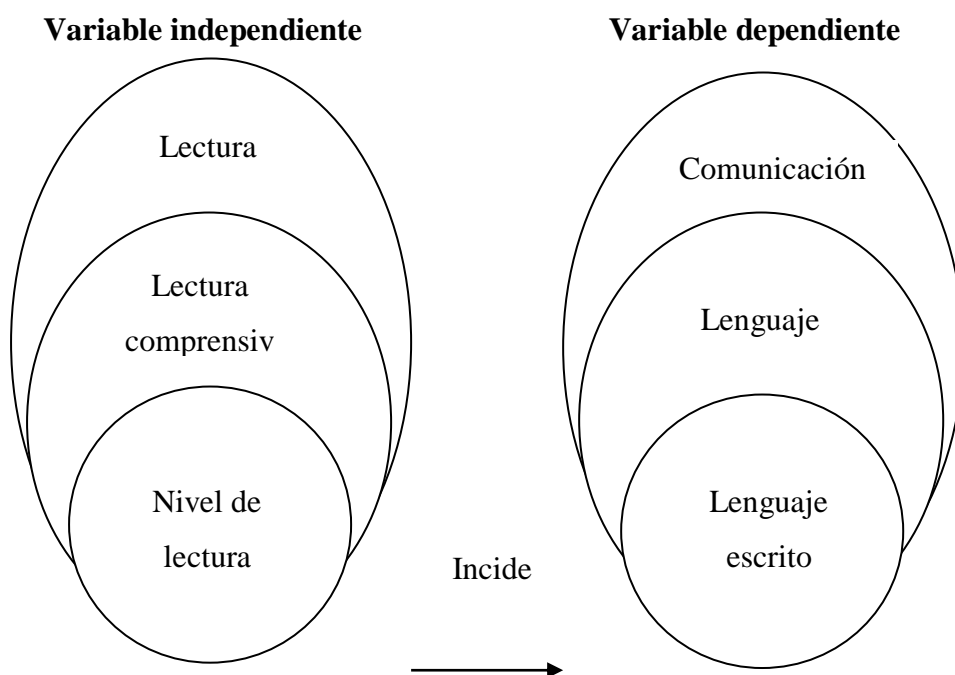 Variable independiente
Variable dependiente
Lectura
Comunicación
Lectura
comprensiv
Lenguaje
Nivel de
lectura
Lenguaje
escrito
Incide